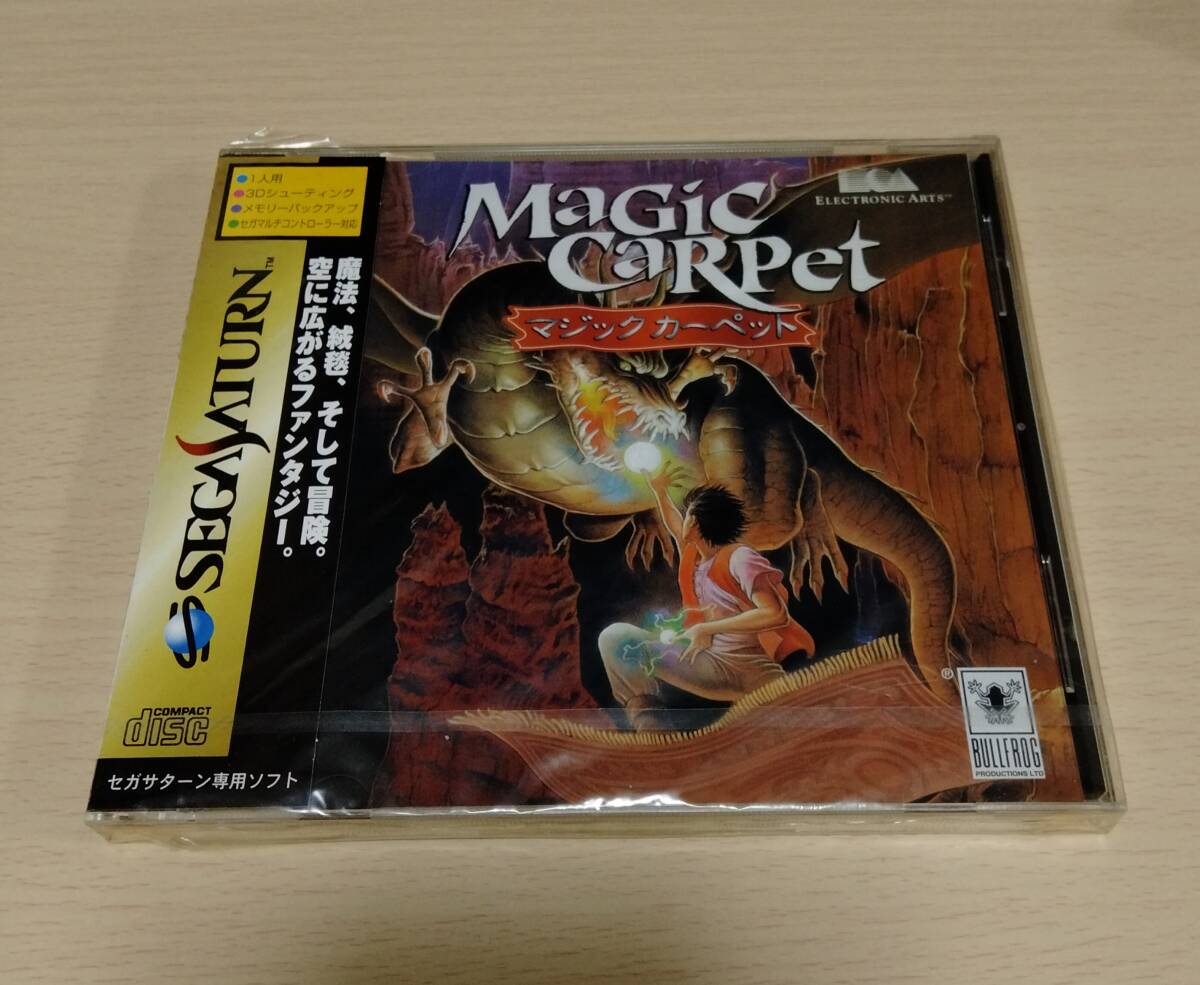 ●1人用
●3Dシューティング
●メモリーバックアップ
●セガマルチコントローラー対応
SEGA SATURN™
魔法、絨毯、そして冒険。
空に広がるファンタジー。
COMPACT
disc
セガサターン専用ソフト
Magic
Carpet
マジック カーペット
ELECTRONIC ARTS™
®
BULLFROG
PRODUCTIONS LTD